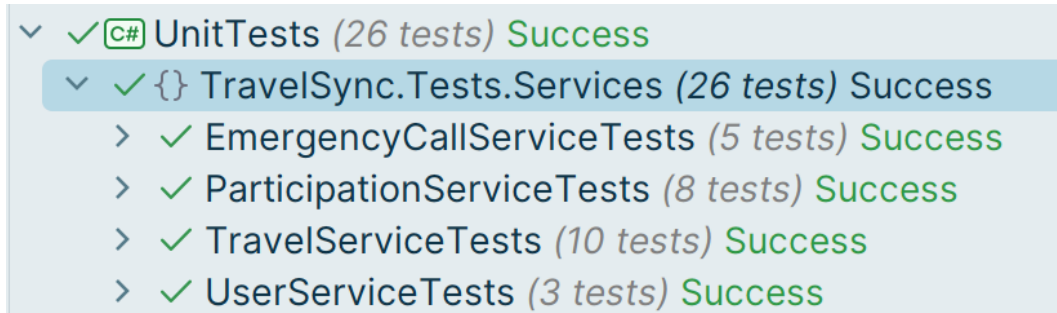 C# UnitTests (26 tests) Success
{} TravelSync.Tests.Services (26 tests) Success
EmergencyCallServiceTests (5 tests) Success
ParticipationServiceTests (8 tests) Success
TravelServiceTests (10 tests) Success
UserServiceTests (3 tests) Success